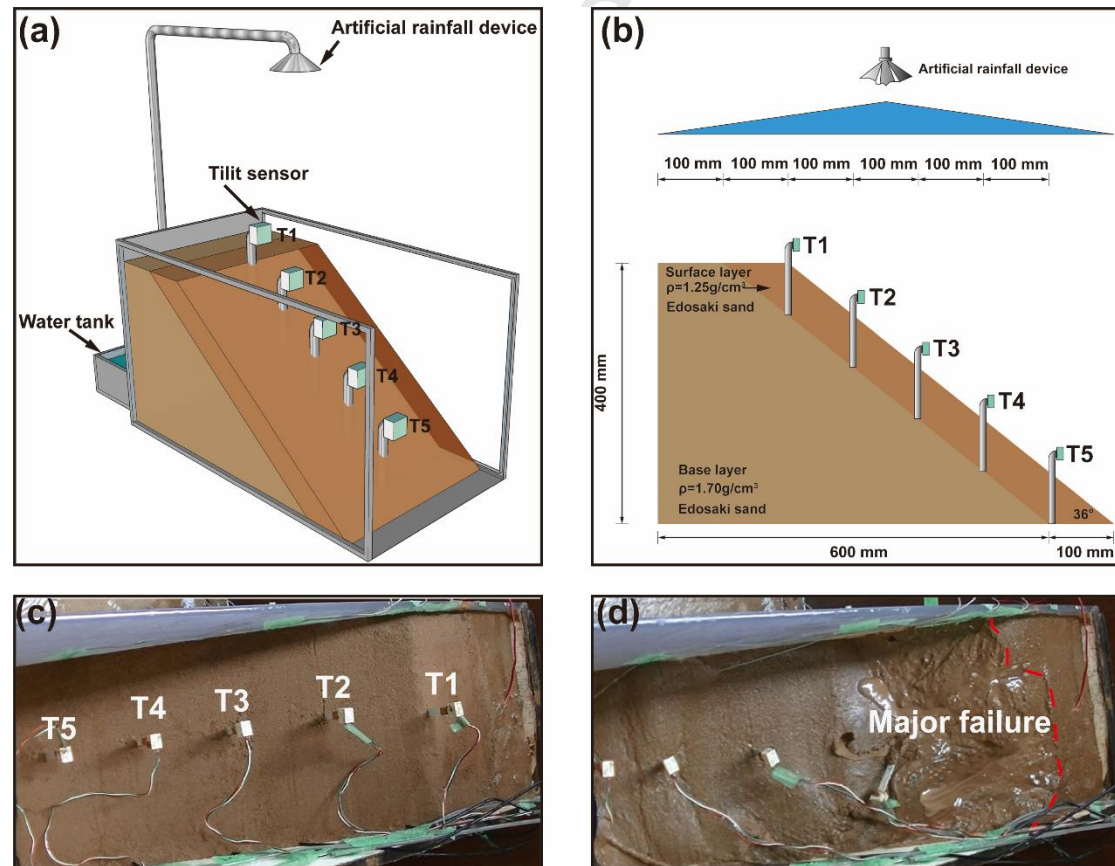 (a)
Artificial rainfall device
Tilit sensor
T1
T2
T3
T4
T5
Water tank
(b)
Artificial rainfall device
100 mm 100 mm 100 mm 100 mm 100 mm 100 mm
T1
Surface layer
ρ=1.25g/cm³
Edosaki sand
T2
T3
T4
T5
400 mm
Base layer
ρ=1.70g/cm³
Edosaki sand
36°
600 mm 100 mm
(c)
T5
T4
T3
T2
T1
(d)
Major failure